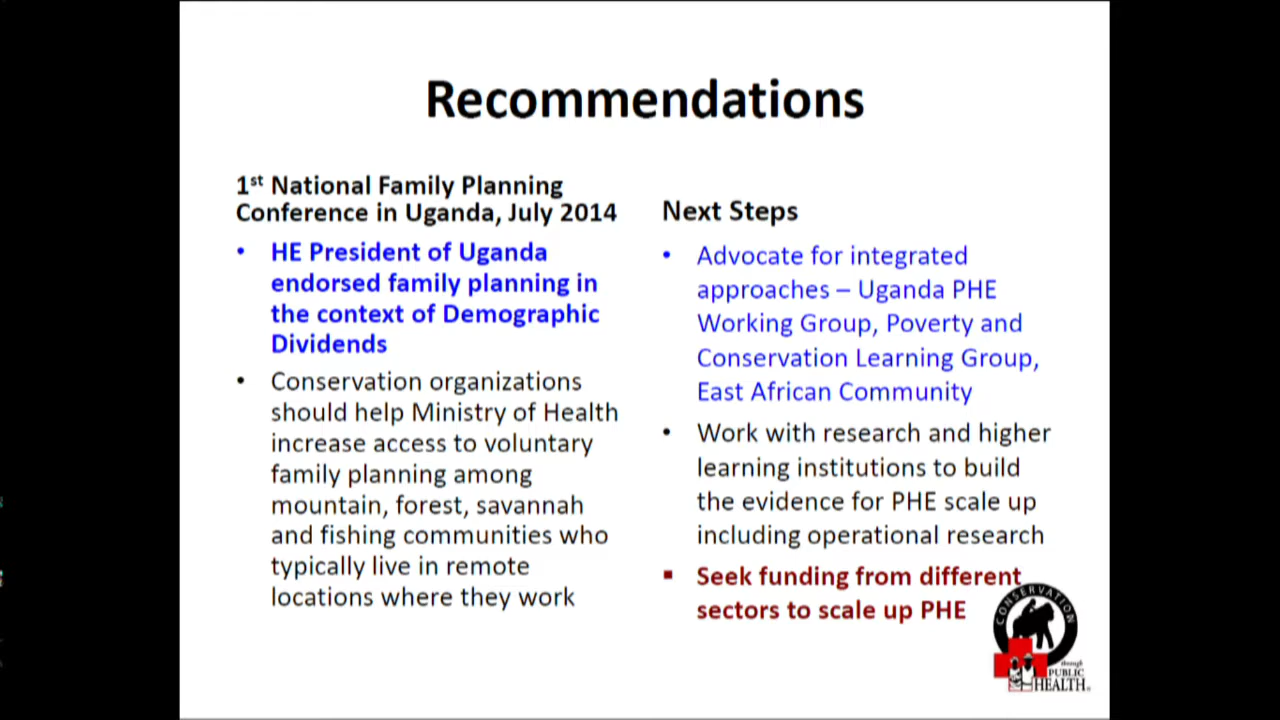 Recommendations
1st National Family Planning
Conference in Uganda, July 2014
• HE President of Uganda
endorsed family planning in
the context of Demographic
Dividends
• Conservation organizations
should help Ministry of Health
increase access to voluntary
family planning among
mountain, forest, savannah
and fishing communities who
typically live in remote
locations where they work
Next Steps
• Advocate for integrated
approaches – Uganda PHE
Working Group, Poverty and
Conservation Learning Group,
East African Community
• Work with research and higher
learning institutions to build
the evidence for PHE scale up
including operational research
▪ Seek funding from different
sectors to scale up PHE
CONSERVATION
through
PUBLIC
HEALTH